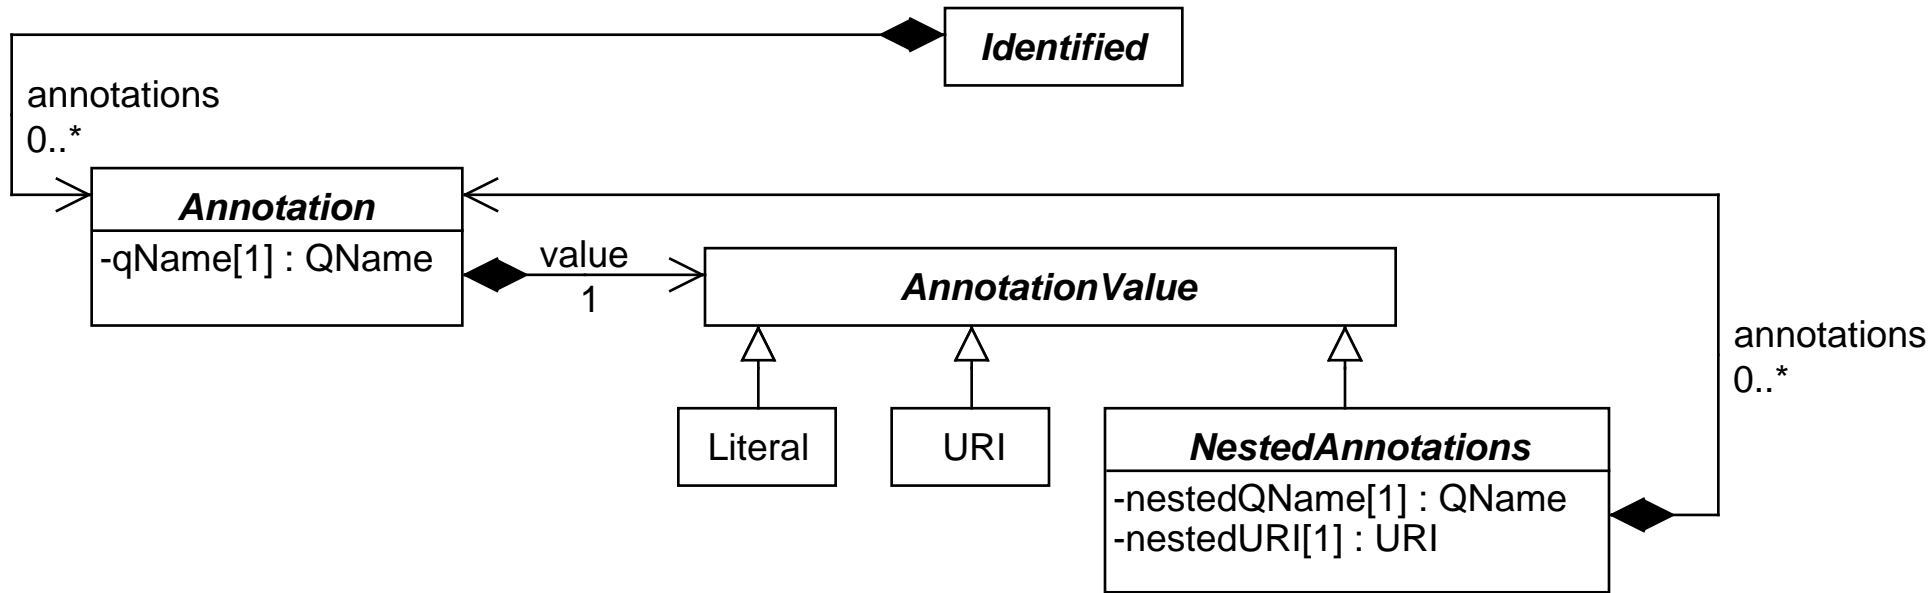 Identified
annotations
0..*
Annotation
-qName[1] : QName
value
1
AnnotationValue
annotations
0..*
Literal
URI
NestedAnnotations
-nestedQName[1] : QName
-nestedURI[1] : URI